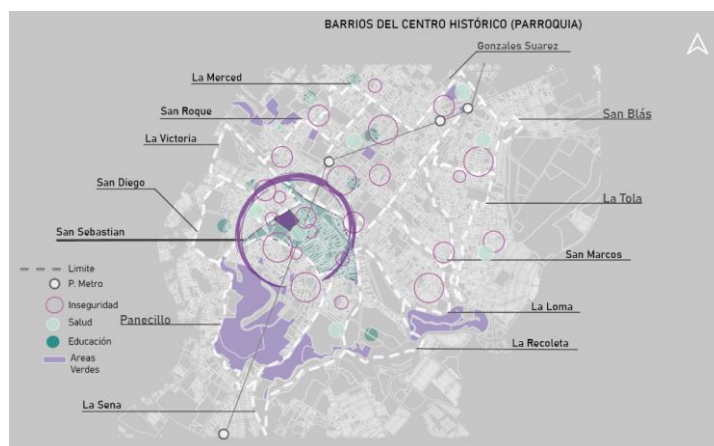 BARRIOS DEL CENTRO HISTÓRICO (PARROQUIA)
Gonzales Suarez
La Merced
San Roque
San Blás
La Victoria
San Diego
La Tola
San Sebastian
San Marcos
Limite
P. Metro
Inseguridad
Salud
Panecillo
La Loma
Educación
La Recoleta
Areas
Verdes
La Sena